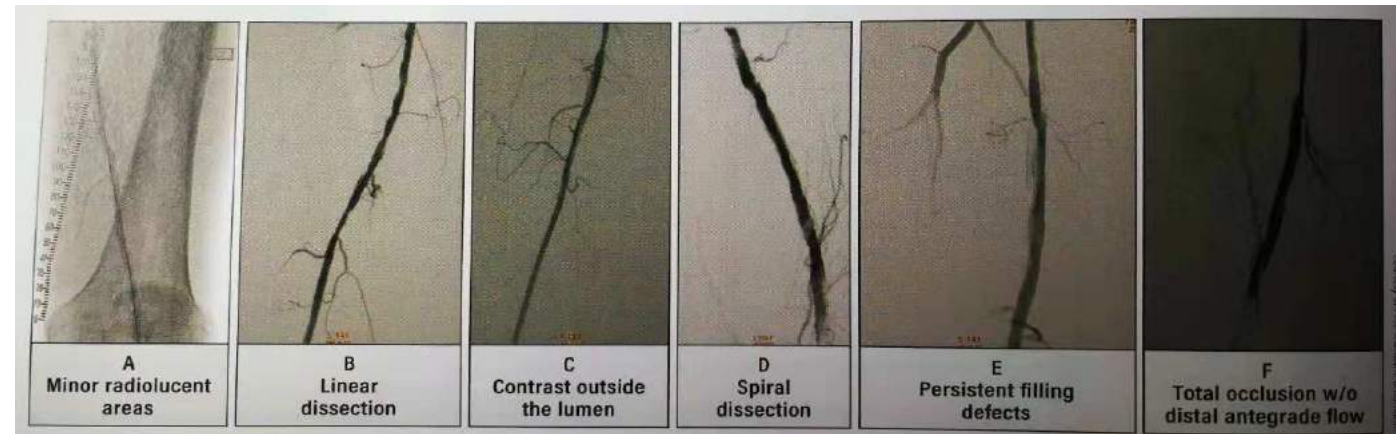 A
Minor radiolucent
areas
B
Linear
dissection
C
Contrast outside
the lumen
D
Spiral
dissection
E
Persistent filling
defects
F
Total occlusion w/o
distal antegrade flow